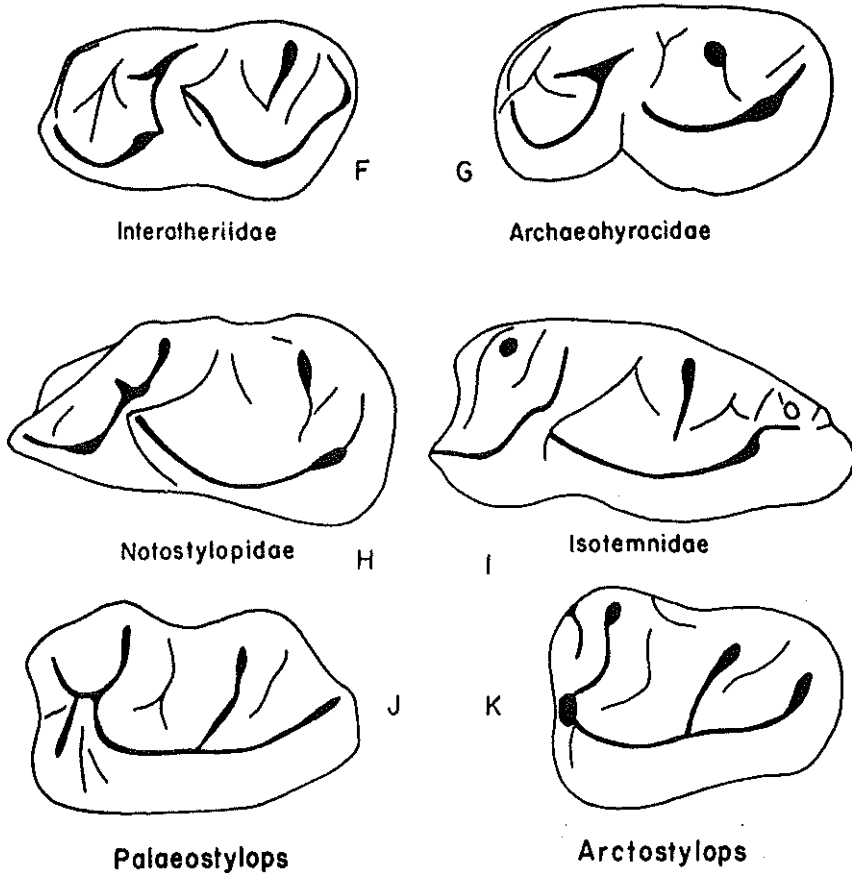 F G
Interatheriidae Archaeohyracidae
Notostylopidae H I Isotemnidae
J K
Palaeostylops Arctostylops